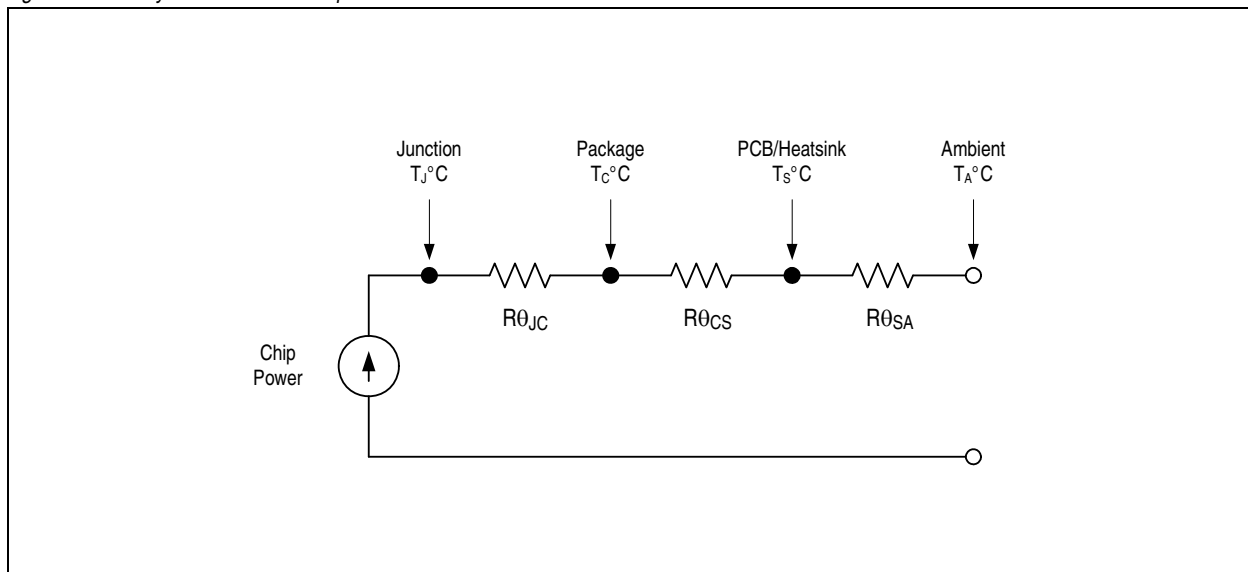 Junction
TJ°C
Package
TC°C
PCB/Heatsink
TS°C
Ambient
TA°C
RθJC
RθCS
RθSA
Chip
Power